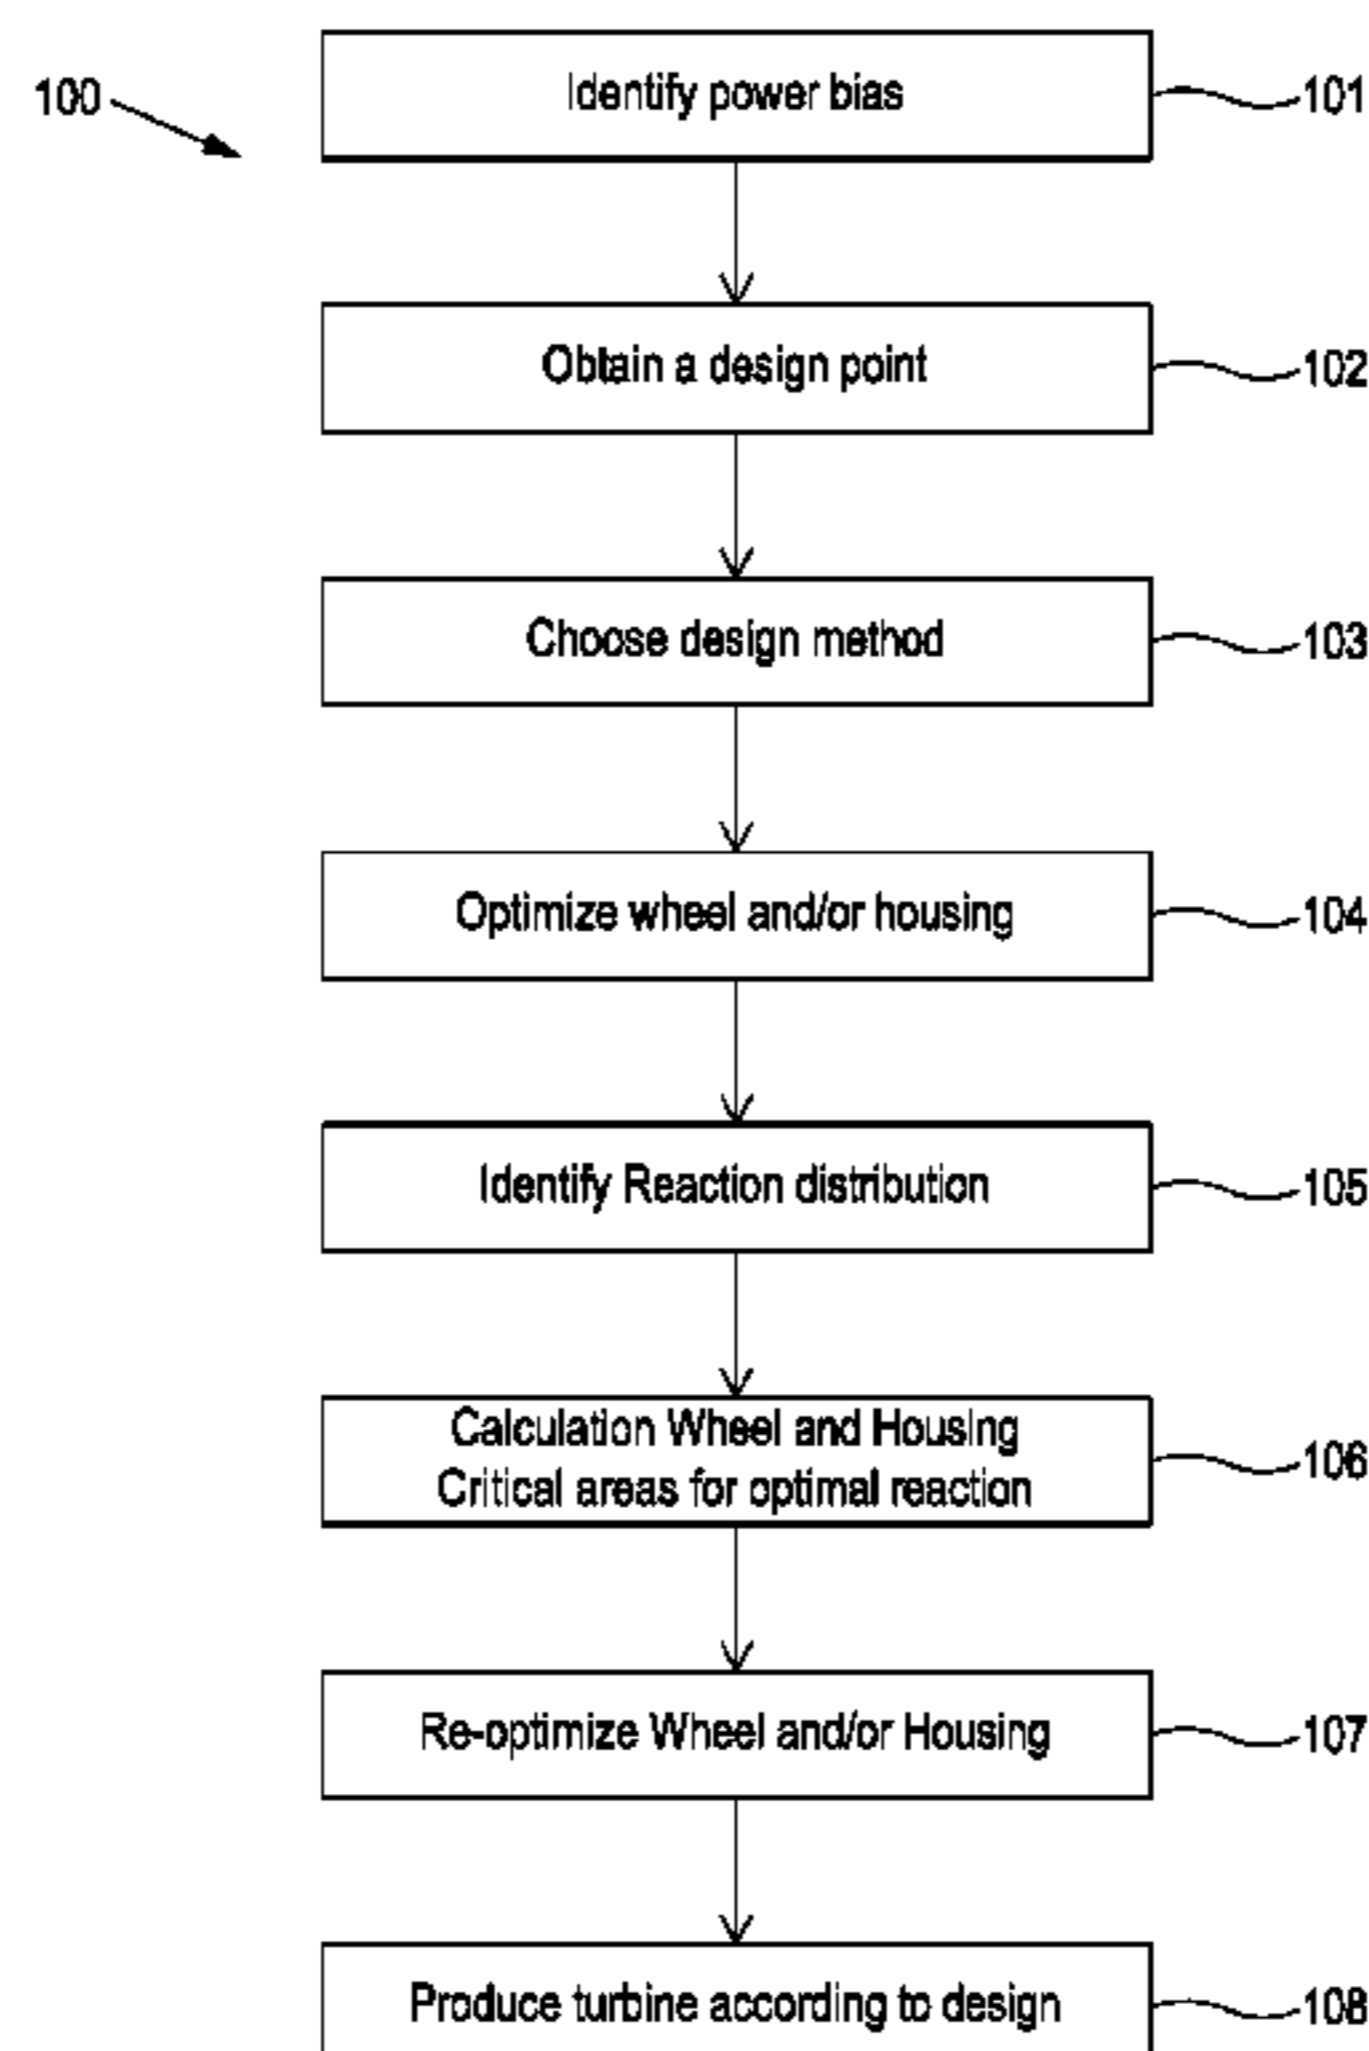 100
Identify power bias
101
Obtain a design point
102
Choose design method
103
Optimize wheel and/or housing
104
Identify Reaction distribution
105
Calculation Wheel and Housing
Critical areas for optimal reaction
106
Re-optimize Wheel and/or Housing
107
Produce turbine according to design
108